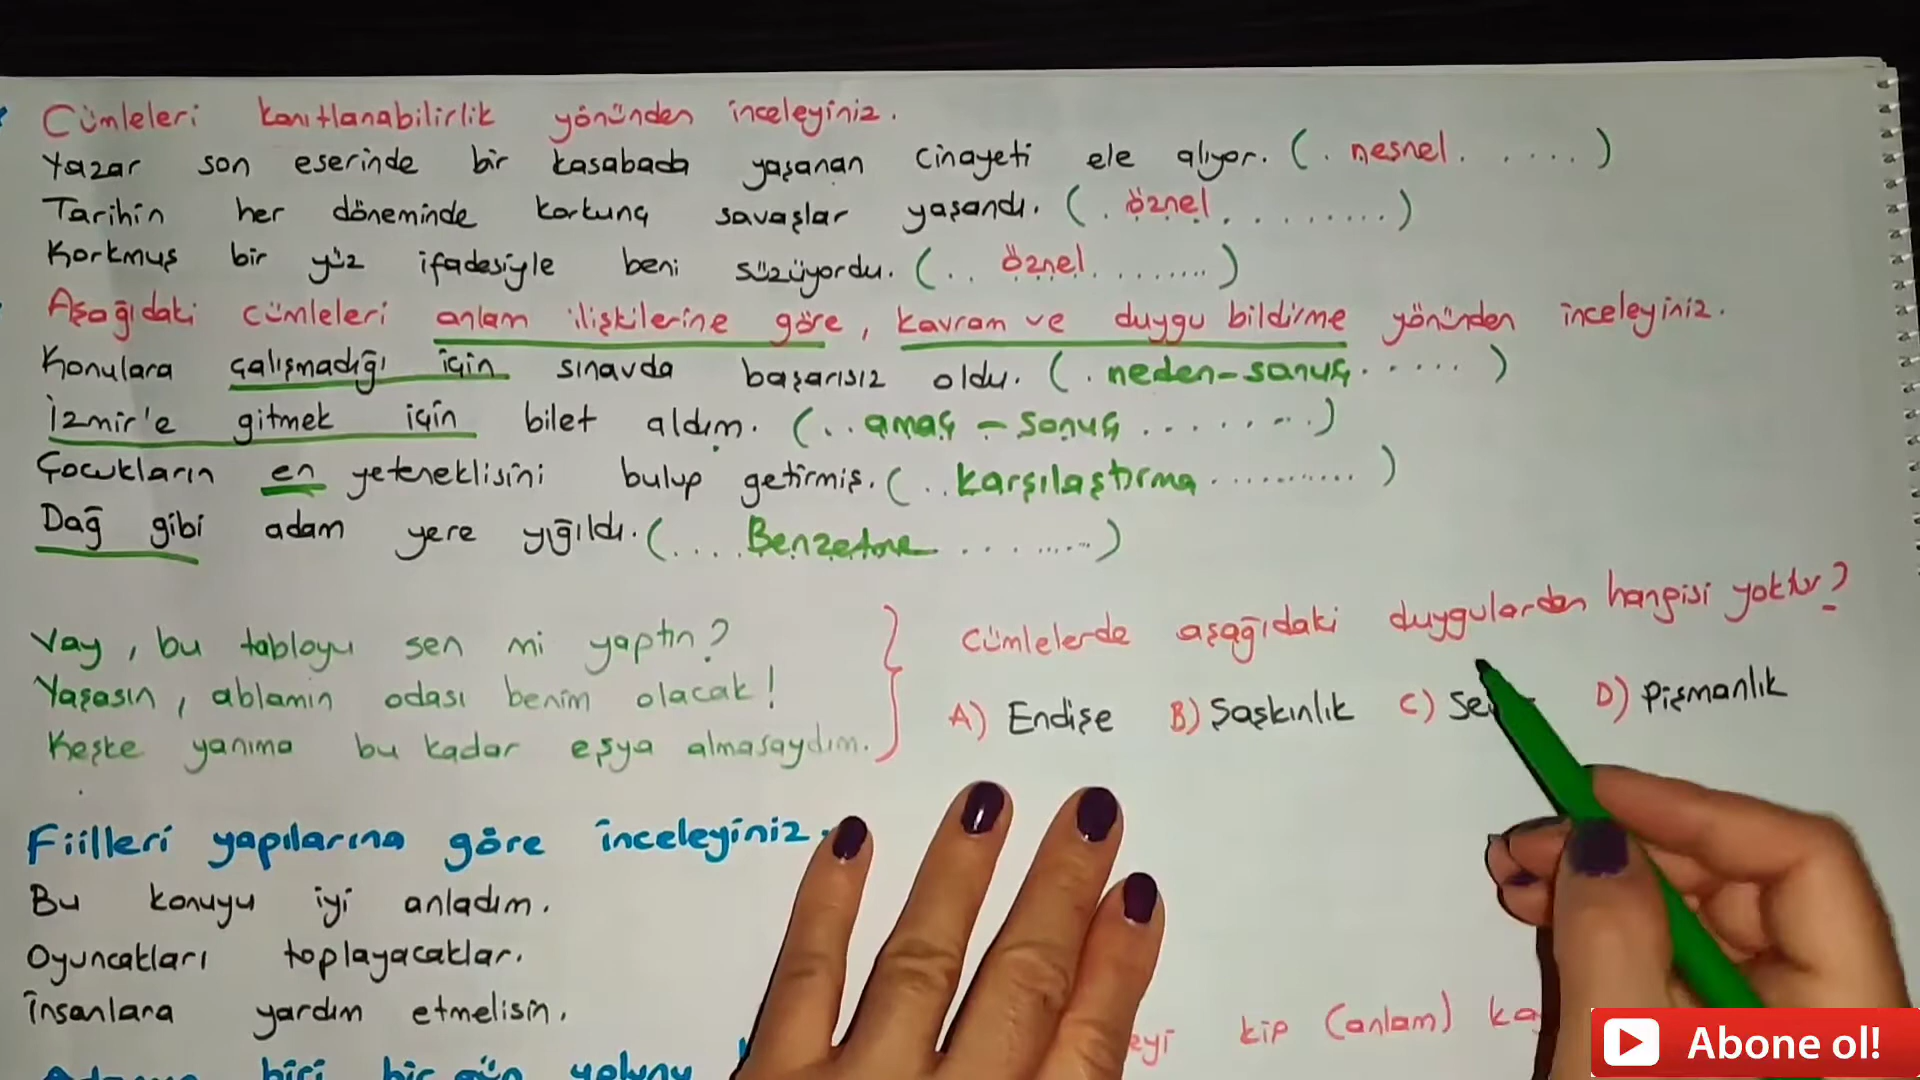 Cümleleri kanıtlanabilirlik yönünden inceleyiniz.
Yazar son eserinde bir kasabada yaşanan cinayeti ele alıyor. (. nesnel. . ....)
Tarihin her döneminde korkunç savaşlar yaşandı. (. öznel. ........)
Korkmuş bir yüz ifadesiyle beni süzüyordu. (.. öznel. .......)
Aşağıdaki cümleleri anlam ilişkilerine göre, kavram ve duygu bildirme yönünden inceleyiniz.
Konulara çalışmadığı için sınavda başarısız oldu. (. neden-sonuç. ....)
İzmir'e gitmek için bilet aldım. (.. amaç - sonuç ........)
Çocukların en yeteneklisini bulup getirmiş. (.. karşılaştırma ..........)
Dağ gibi adam yere yığıldı. (.... Benzetme .......)
Vay, bu tabloyu sen mi yaptın?
Yaşasın, ablamın odası benim olacak!
Keşke yanıma bu kadar eşya almasaydım.
Cümlelerde aşağıdaki duygulardan hangisi yoktur?
A) Endişe B) Şaşkınlık C) D) Pişmanlık
Fiilleri yapılarına göre inceleyiniz.
Bu konuyu iyi anladım.
Oyuncakları toplayacaklar.
İnsanlara yardım etmelisin.
kip (anlam)
biri bir gün yolunu
Abone ol!